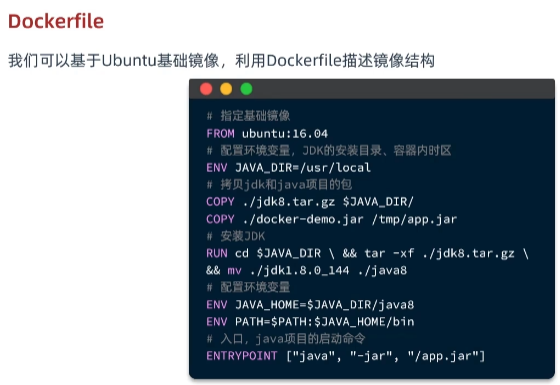 Dockerfile
我们可以基于Ubuntu基础镜像，利用Dockerfile描述镜像结构
# 指定基础镜像
FROM ubuntu:16.04
# 配置环境变量，JDK的安装目录、容器内时区
ENV JAVA_DIR=/usr/local
# 拷贝jdk和java项目的包
COPY ./jdk8.tar.gz $JAVA_DIR/
COPY ./docker-demo.jar /tmp/app.jar
# 安装JDK
RUN cd $JAVA_DIR \ && tar -xf ./jdk8.tar.gz \
&& mv ./jdk1.8.0_144 ./java8
# 配置环境变量
ENV JAVA_HOME=$JAVA_DIR/java8
ENV PATH=$PATH:$JAVA_HOME/bin
# 入口，java项目的启动命令
ENTRYPOINT ["java", "-jar", "/app.jar"]